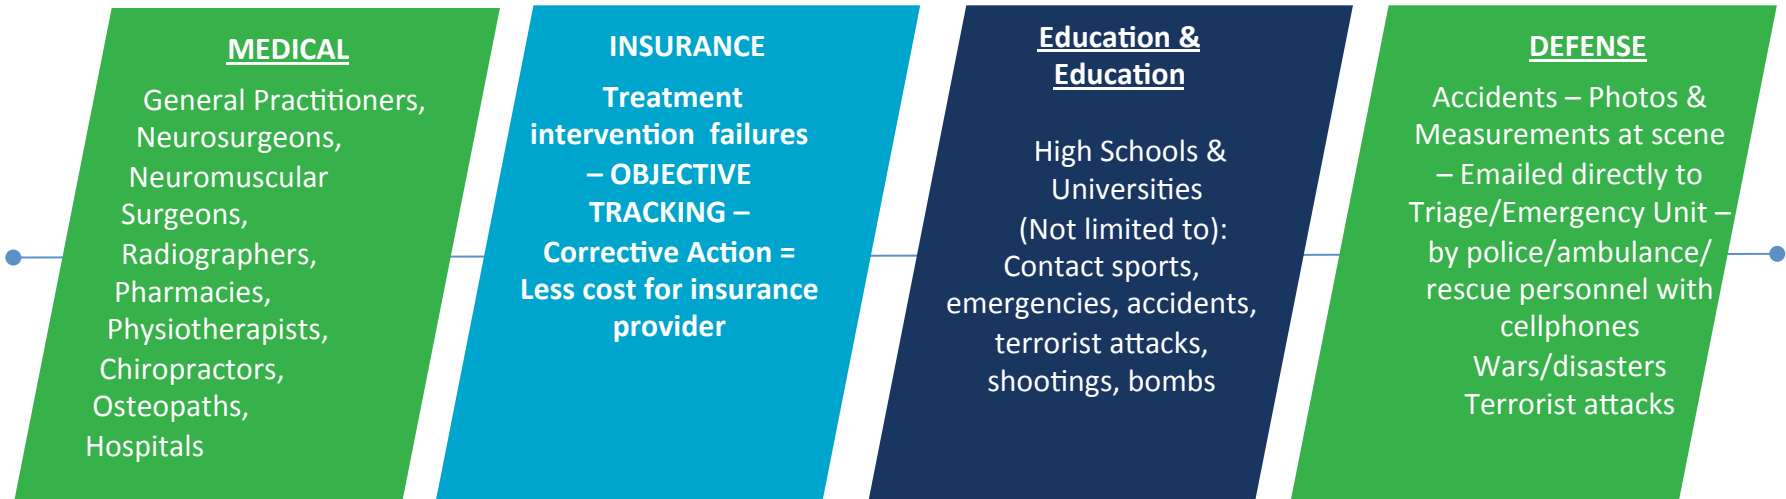 MEDICAL
General Practitioners,
Neurosurgeons,
Neuromuscular
Surgeons,
Radiographers,
Pharmacies,
Physiotherapists,
Chiropractors,
Osteopaths,
Hospitals
INSURANCE
Treatment
intervention failures
– OBJECTIVE
TRACKING –
Corrective Action =
Less cost for insurance
provider
Education &
Education
High Schools &
Universities
(Not limited to):
Contact sports,
emergencies, accidents,
terrorist attacks,
shootings, bombs
DEFENSE
Accidents – Photos &
Measurements at scene
– Emailed directly to
Triage/Emergency Unit –
by police/ambulance/
rescue personnel with
cellphones
Wars/disasters
Terrorist attacks